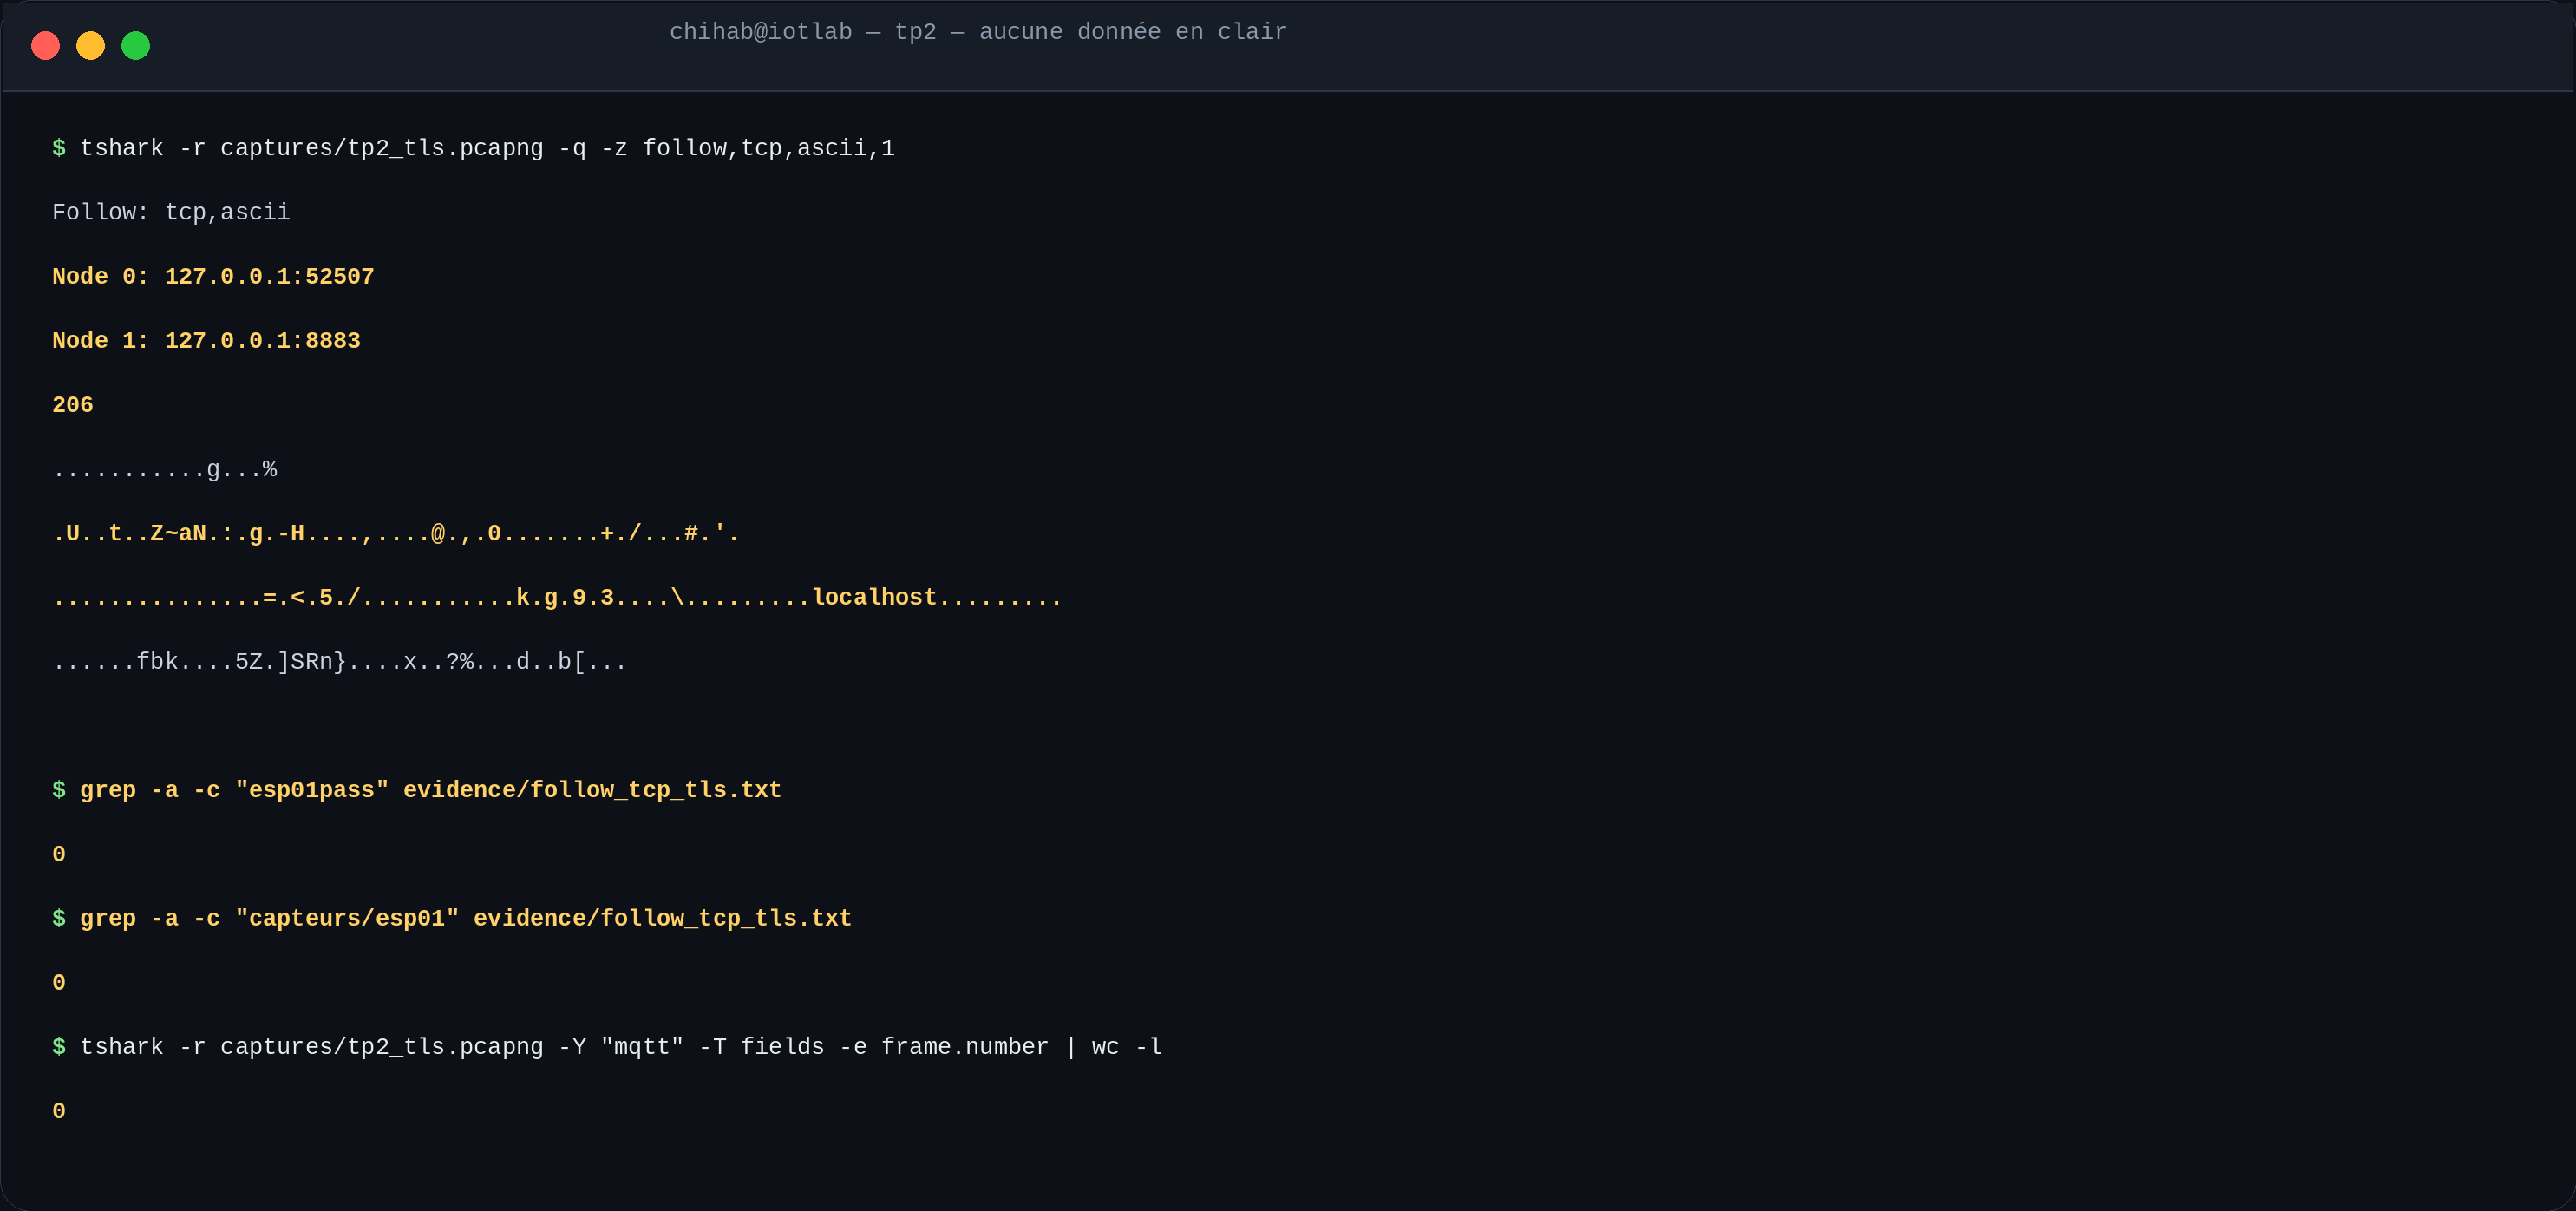 chihab@iotlab — tp2 — aucune donnée en clair
$ tshark -r captures/tp2_tls.pcapng -q -z follow,tcp,ascii,1
Follow: tcp,ascii
Node 0: 127.0.0.1:52507
Node 1: 127.0.0.1:8883
206
...........g...%
.U..t..Z~aN.:.g.-H....,....@.,.0.......+./...#.'.
...............=.<.5./...........k.g.9.3....\.........localhost.........
......fbk....5Z.]SRn}....x..?%...d..b[...
$ grep -a -c "esp01pass" evidence/follow_tcp_tls.txt
0
$ grep -a -c "capteurs/esp01" evidence/follow_tcp_tls.txt
0
$ tshark -r captures/tp2_tls.pcapng -Y "mqtt" -T fields -e frame.number | wc -l
0